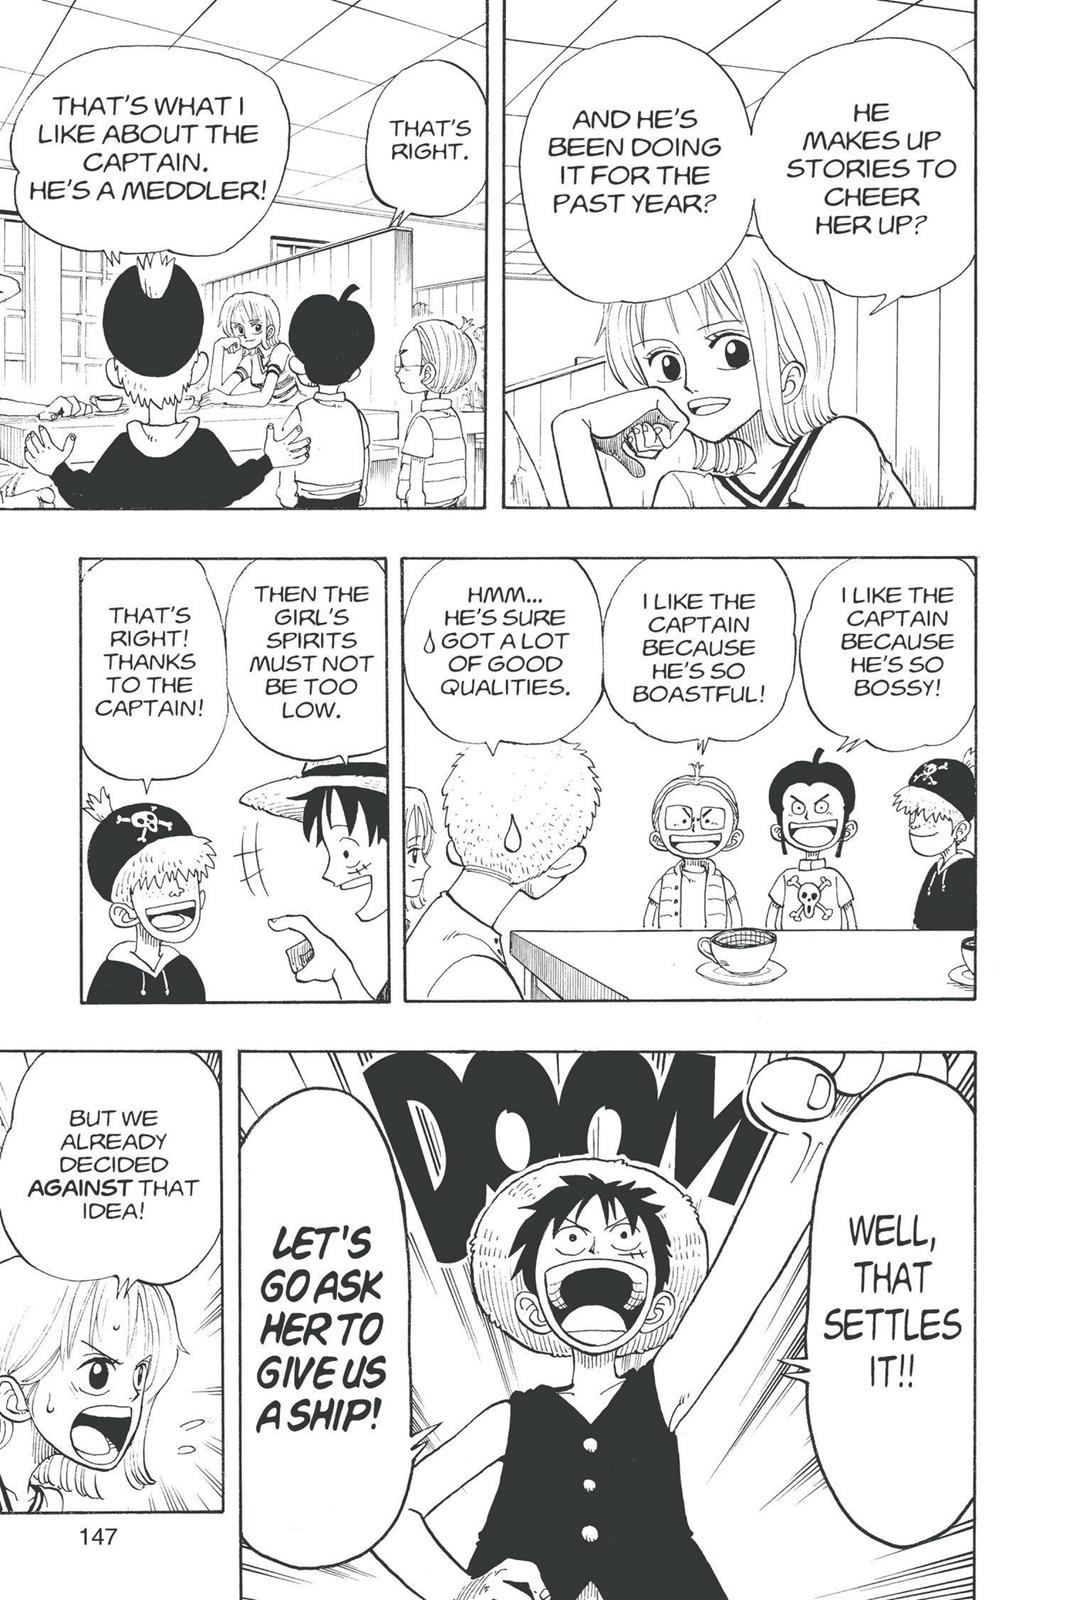 HE
MAKES UP
STORIES TO
CHEER
HER UP?
AND HE'S
BEEN DOING
IT FOR THE
PAST YEAR?
THAT'S
RIGHT.
THAT'S WHAT I
LIKE ABOUT THE
CAPTAIN.
HE'S A MEDDLER!
I LIKE THE
CAPTAIN
BECAUSE
HE'S SO
BOSSY!
I LIKE THE
CAPTAIN
BECAUSE
HE'S SO
BOASTFUL!
HMM...
HE'S SURE
GOT A LOT
OF GOOD
QUALITIES.
THEN THE
GIRL'S
SPIRITS
MUST NOT
BE TOO
LOW.
THAT'S
RIGHT!
THANKS
TO THE
CAPTAIN!
DOOM
WELL,
THAT
SETTLES
IT!!
LET'S
GO ASK
HER TO
GIVE US
A SHIP!
BUT WE
ALREADY
DECIDED
AGAINST THAT
IDEA!
147